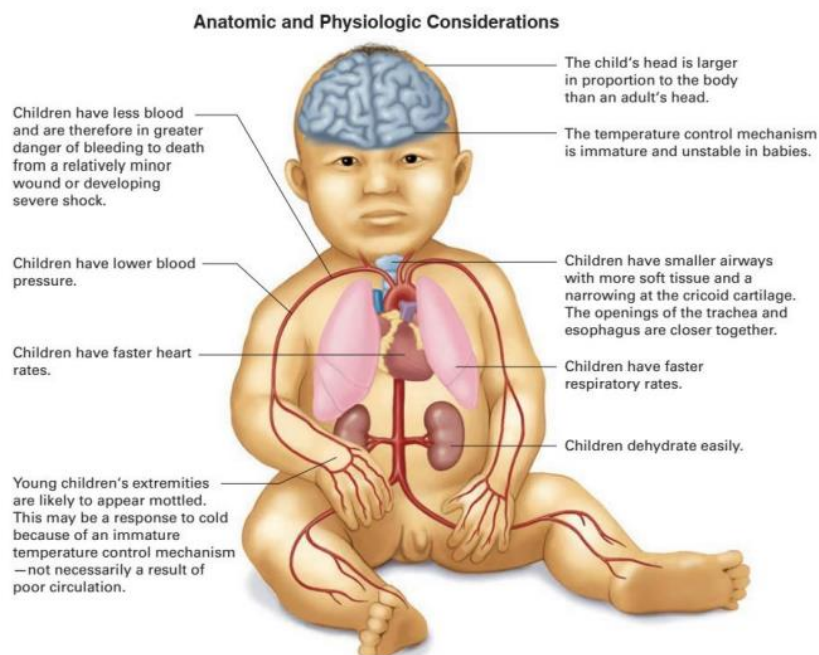 Anatomic and Physiologic Considerations
Children have less blood
and are therefore in greater
danger of bleeding to death
from a relatively minor
wound or developing
severe shock.
Children have lower blood
pressure.
Children have faster heart
rates.
Young children's extremities
are likely to appear mottled.
This may be a response to cold
because of an immature
temperature control mechanism
—not necessarily a result of
poor circulation.
The child's head is larger
in proportion to the body
than an adult's head.
The temperature control mechanism
is immature and unstable in babies.
Children have smaller airways
with more soft tissue and a
narrowing at the cricoid cartilage.
The openings of the trachea and
esophagus are closer together.
Children have faster
respiratory rates.
Children dehydrate easily.